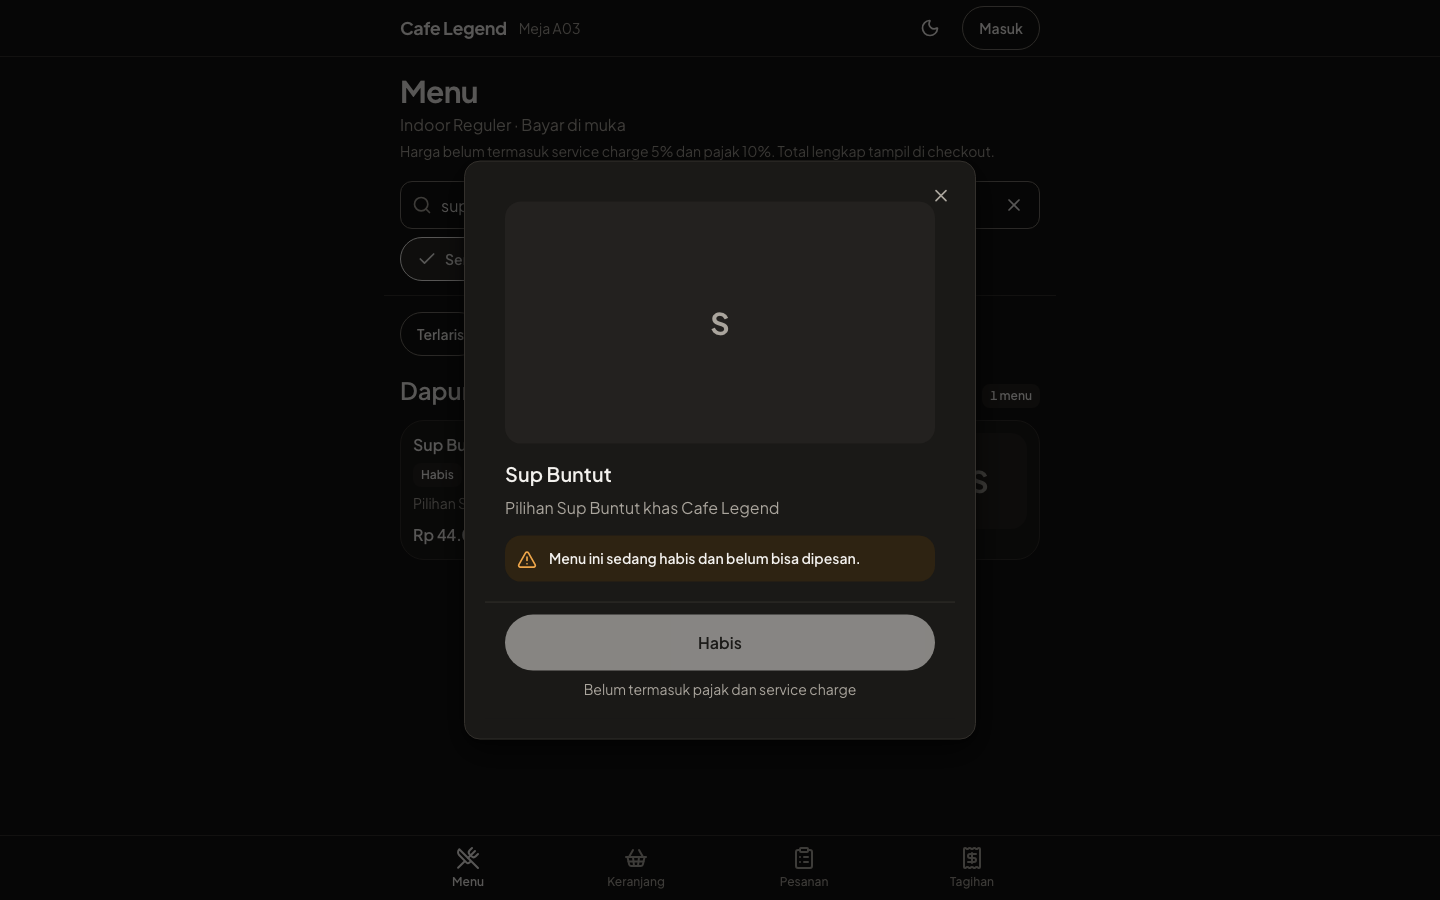 Cafe Legend Meja A03 Masuk
Menu
Indoor Reguler · Bayar di muka
Harga belum termasuk service charge 5% dan pajak 10%. Total lengkap tampil di checkout.
S
Terlaris
1 menu
Habis
S
Sup Buntut
Pilihan Sup Buntut khas Cafe Legend
Menu ini sedang habis dan belum bisa dipesan.
Habis
Belum termasuk pajak dan service charge
Menu Keranjang Pesanan Tagihan